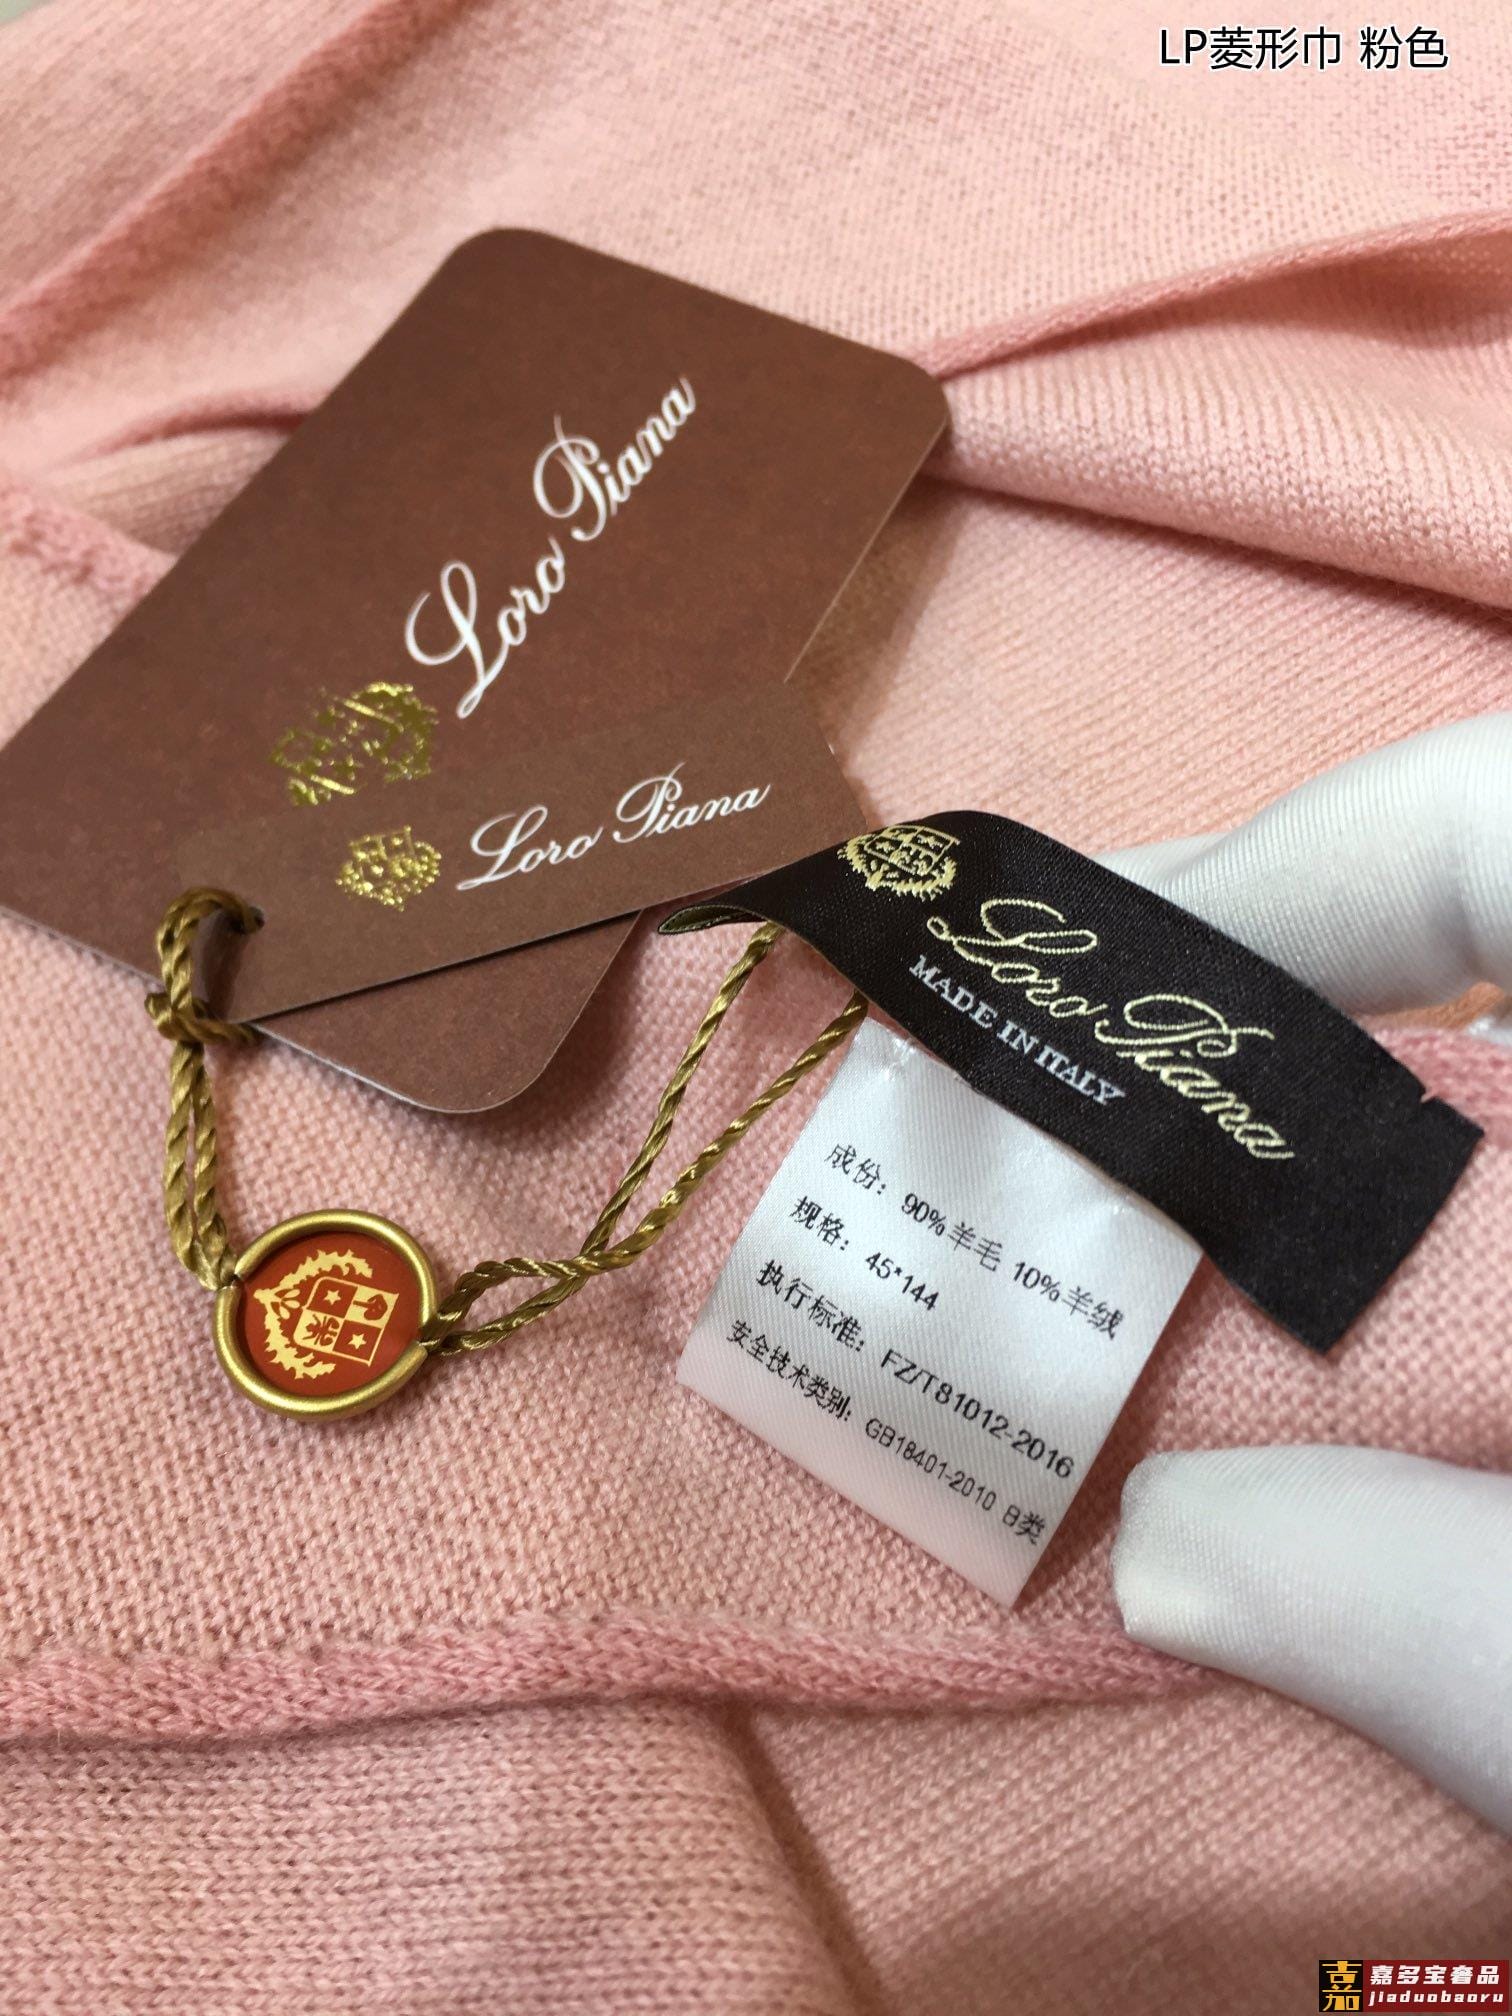 LP菱形巾 粉色
Loro Piana
Loro Piana
Loro Piana
MADE IN ITALY
成份: 90%羊毛 10%羊绒
规格: 45*144
执行标准: FZ/T81012-2016
安全技术类别: GB18401-2010 B类
嘉
嘉多宝奢品
jiaduobaoru